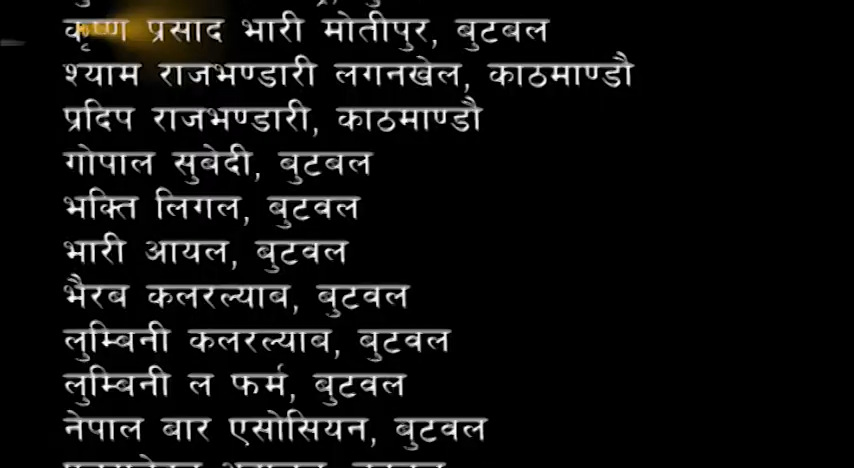 कृष्ण प्रसाद भारी मोतीपुर, बुटबल
श्याम राजभण्डारी लगनखेल, काठमाण्डौ
प्रदिप राजभण्डारी, काठमाण्डौ
गोपाल सुबेदी, बुटबल
भक्ति लिगल, बुटवल
भारी आयल, बुटवल
भैरब कलरल्याब, बुटवल
लुम्बिनी कलरल्याब, बुटवल
लुम्बिनी ल फर्म, बुटवल
नेपाल बार एसोसियन, बुटवल